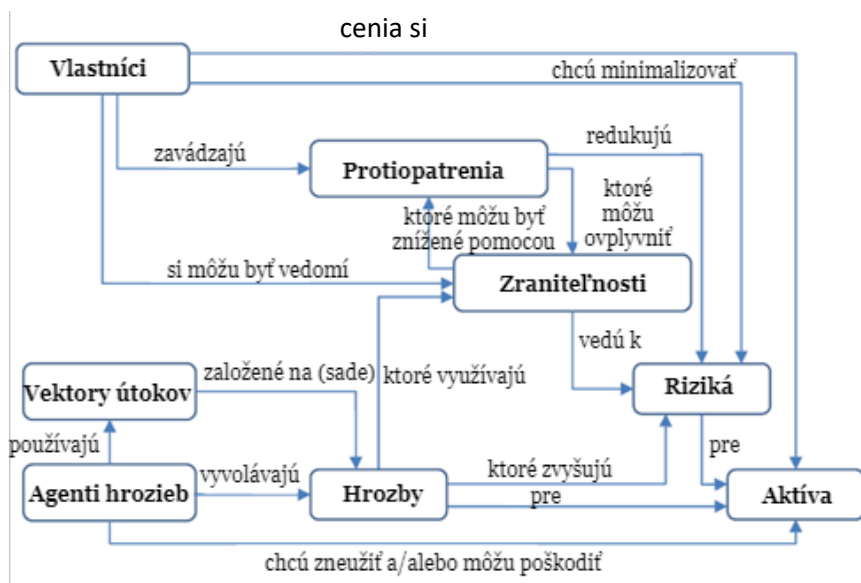 cenia si
Vlastníci
chcú minimalizovať
redukujú
zavádzajú
Protiopatrenia
ktoré
ktoré môžu byť
môžu
znížené pomocou
ovplyvniť
si môžu byť vedomí
Zraniteľnosti
vedú k
založené na (sade)
ktoré využívajú
Vektory útokov
Riziká
používajú
pre
vyvolávajú
ktoré zvyšujú
Agenti hrozieb
Hrozby
pre
Aktíva
chcú zneužiť a/alebo môžu poškodiť